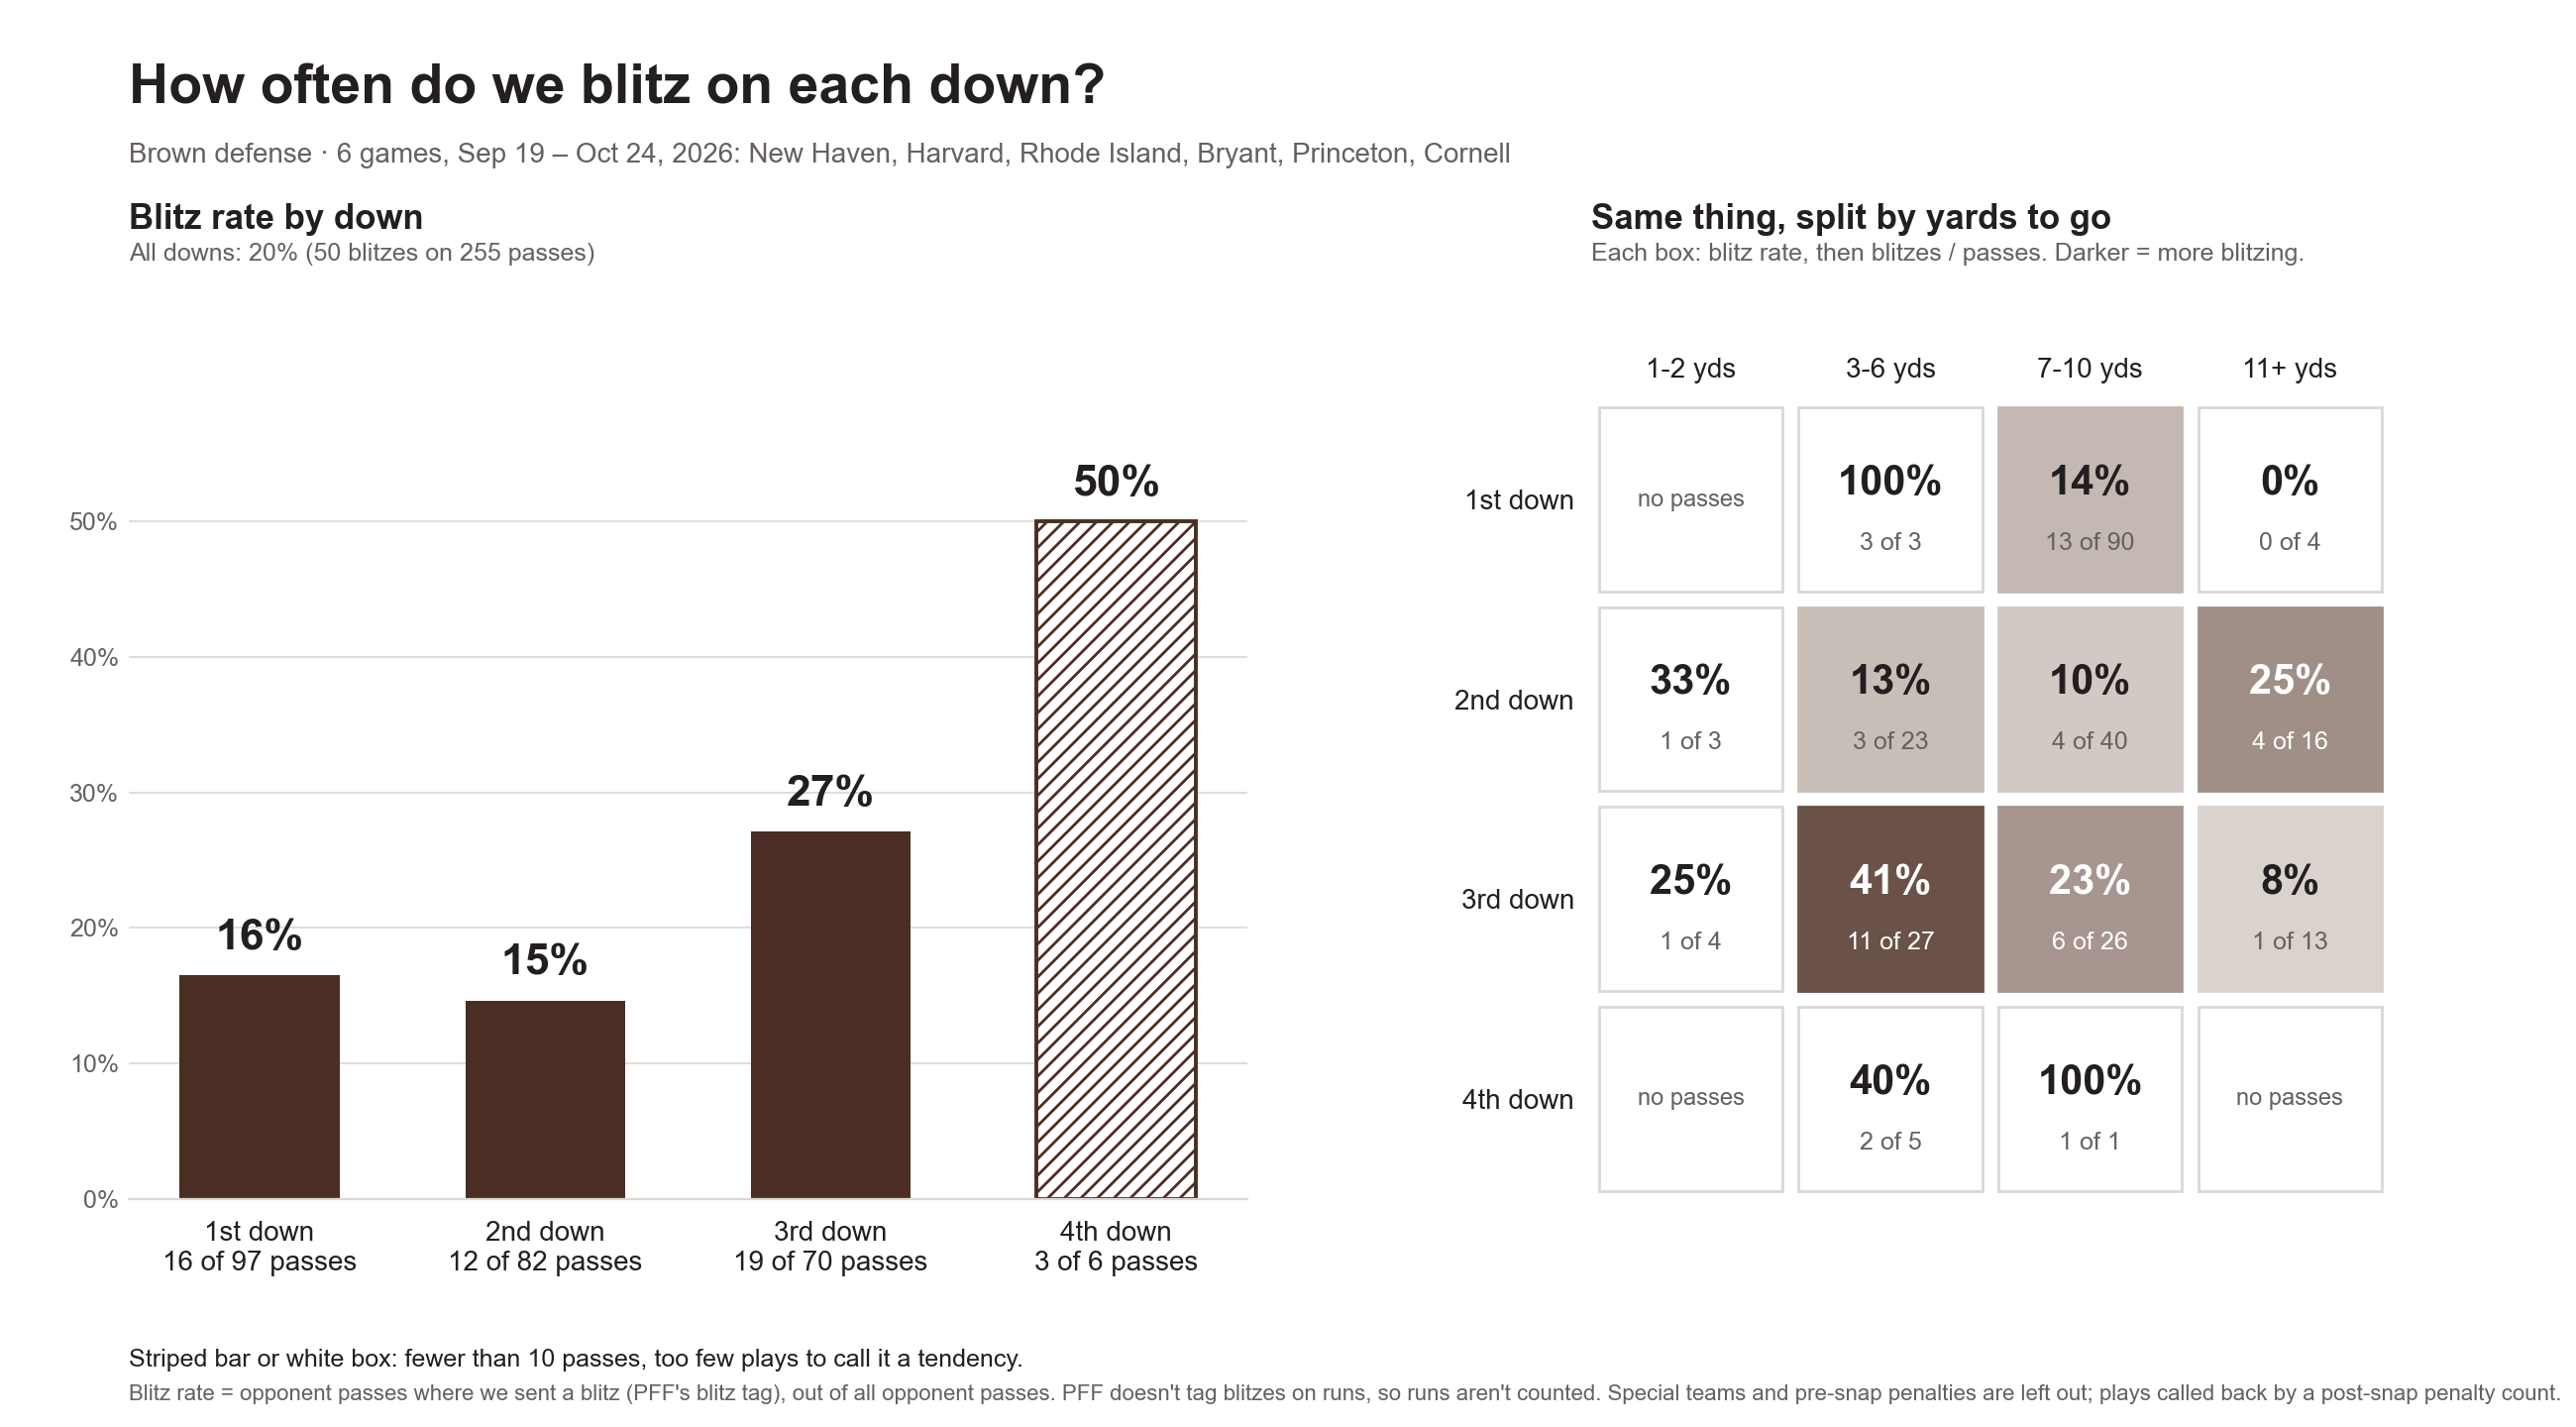 How often do we blitz on each down?
Brown defense · 6 games, Sep 19 – Oct 24, 2026: New Haven, Harvard, Rhode Island, Bryant, Princeton, Cornell
Blitz rate by down
All downs: 20% (50 blitzes on 255 passes)
50%
40%
30%
20%
10%
0%
16%
15%
27%
50%
1st down
16 of 97 passes
2nd down
12 of 82 passes
3rd down
19 of 70 passes
4th down
3 of 6 passes
Same thing, split by yards to go
Each box: blitz rate, then blitzes / passes. Darker = more blitzing.
1-2 yds
3-6 yds
7-10 yds
11+ yds
1st down
no passes
100%
3 of 3
14%
13 of 90
0%
0 of 4
2nd down
33%
1 of 3
13%
3 of 23
10%
4 of 40
25%
4 of 16
3rd down
25%
1 of 4
41%
11 of 27
23%
6 of 26
8%
1 of 13
4th down
no passes
40%
2 of 5
100%
1 of 1
no passes
Striped bar or white box: fewer than 10 passes, too few plays to call it a tendency.
Blitz rate = opponent passes where we sent a blitz (PFF's blitz tag), out of all opponent passes. PFF doesn't tag blitzes on runs, so runs aren't counted. Special teams and pre-snap penalties are left out; plays called back by a post-snap penalty count.